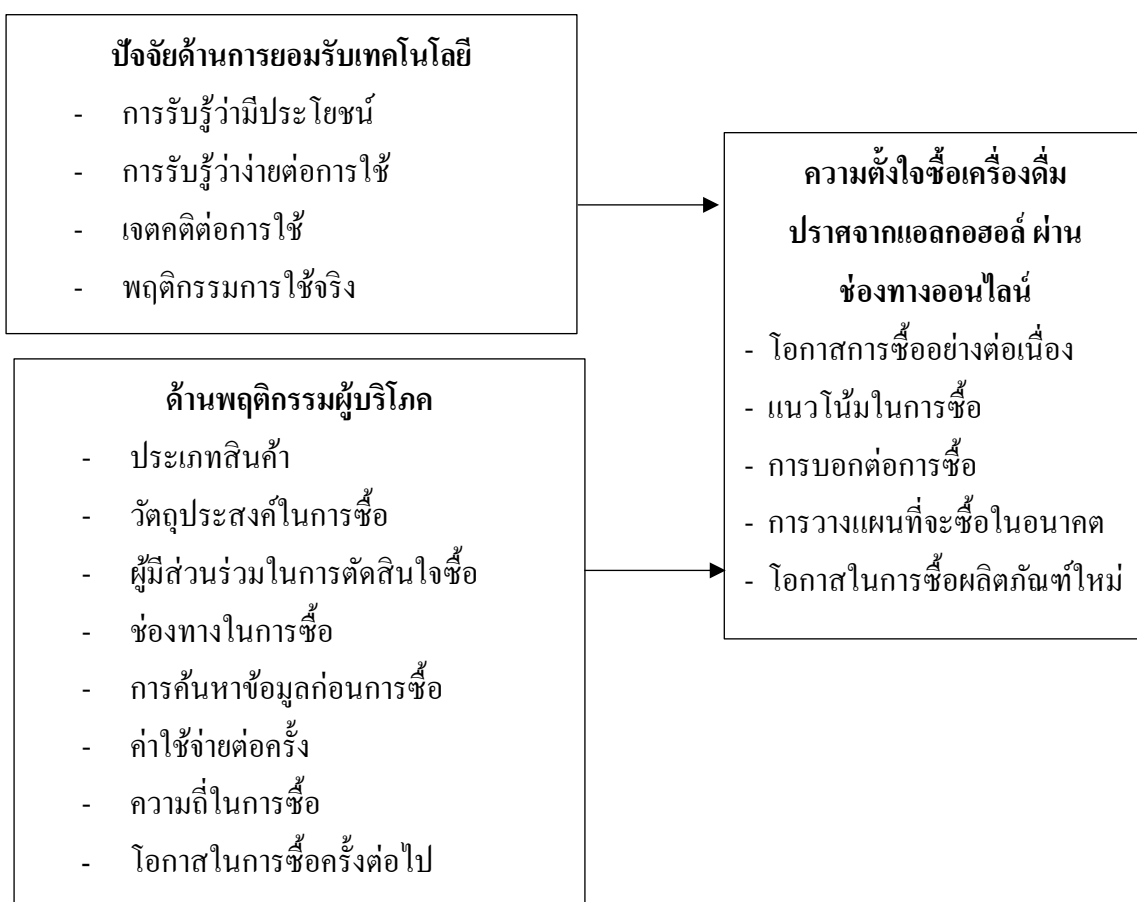 ปัจจัยด้านการยอมรับเทคโนโลยี
- การรับรู้ว่ามีประโยชน์
- การรับรู้ว่าง่ายต่อการใช้
- เจตคติต่อการใช้
- พฤติกรรมการใช้จริง
ด้านพฤติกรรมผู้บริโภค
- ประเภทสินค้า
- วัตถุประสงค์ในการซื้อ
- ผู้มีส่วนร่วมในการตัดสินใจซื้อ
- ช่องทางในการซื้อ
- การค้นหาข้อมูลก่อนการซื้อ
- ค่าใช้จ่ายต่อครั้ง
- ความถี่ในการซื้อ
- โอกาสในการซื้อครั้งต่อไป
ความตั้งใจซื้อเครื่องดื่ม
ปราศจากแอลกอฮอล์ ผ่าน
ช่องทางออนไลน์
- โอกาสการซื้ออย่างต่อเนื่อง
- แนวโน้มในการซื้อ
- การบอกต่อการซื้อ
- การวางแผนที่จะซื้อในอนาคต
- โอกาสในการซื้อผลิตภัณฑ์ใหม่